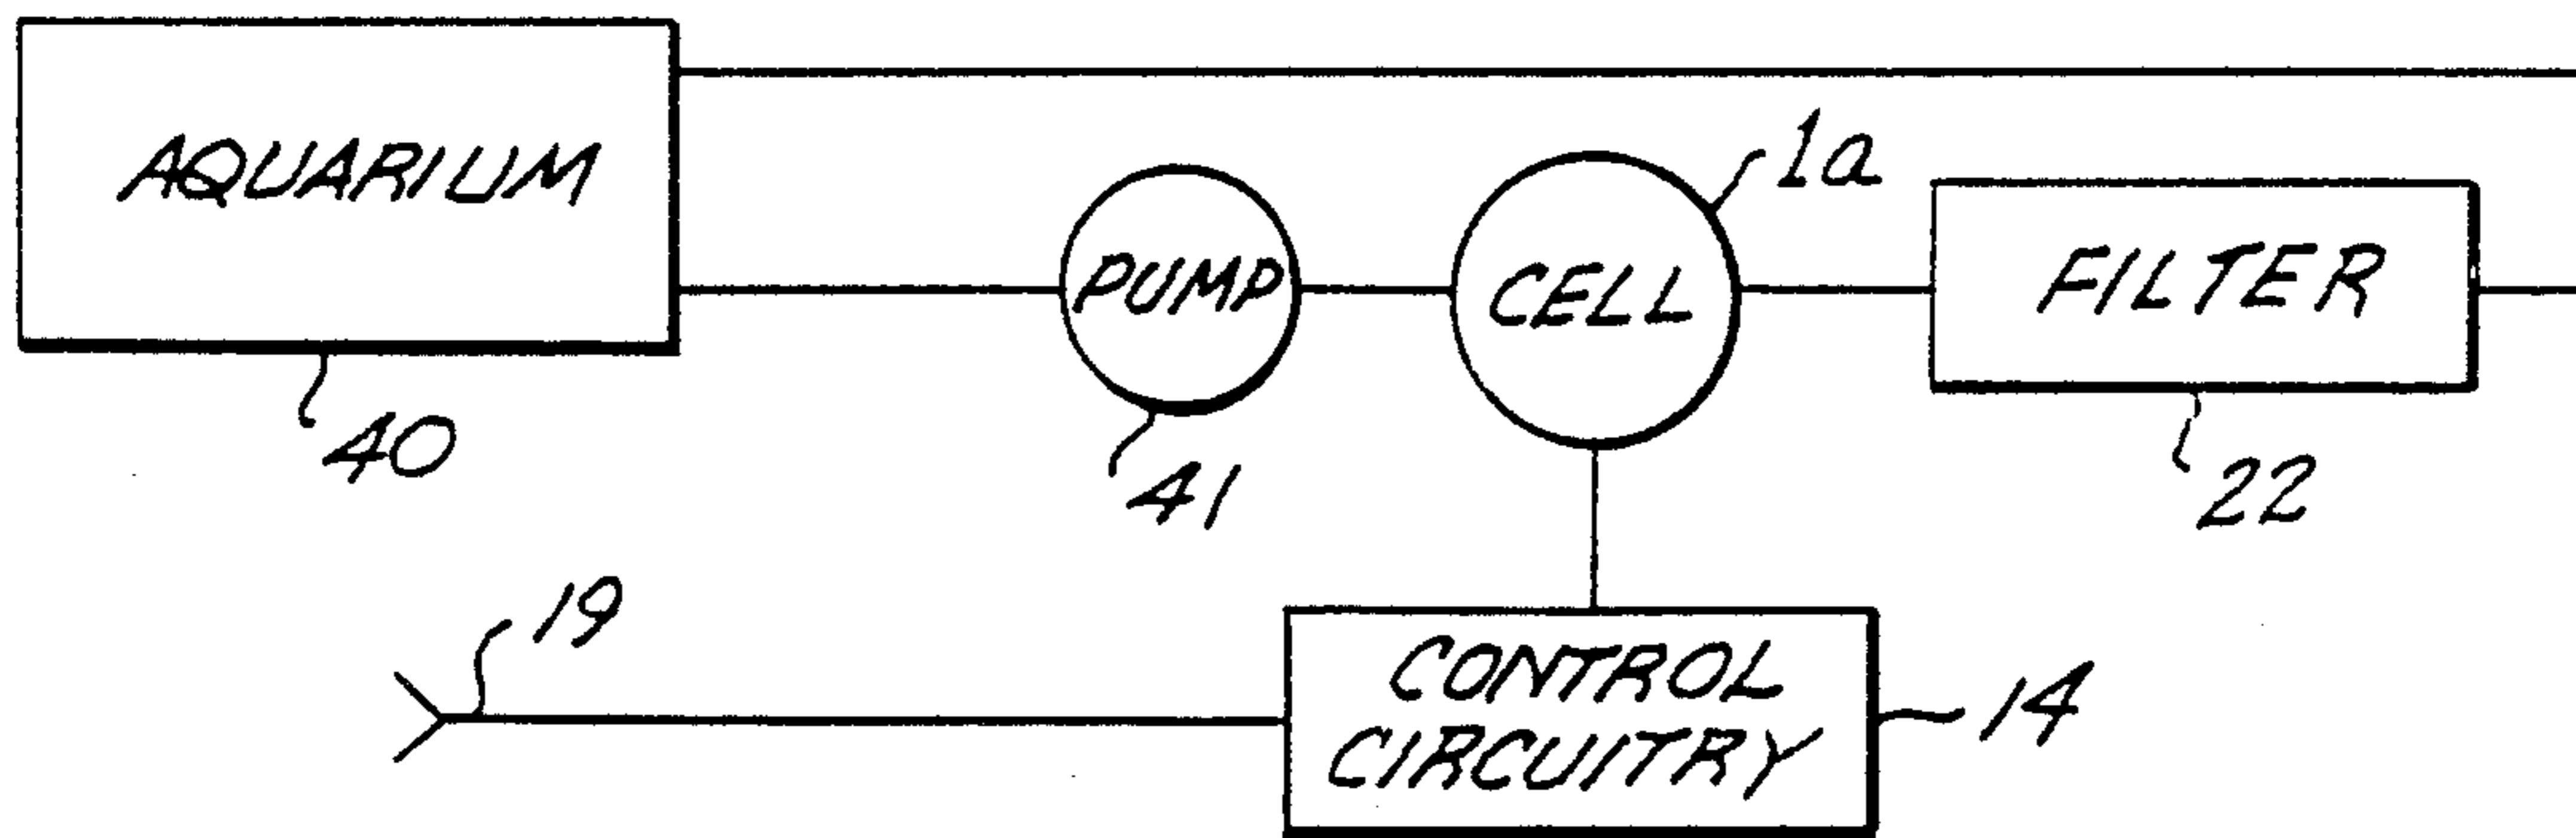 AQUARIUM
40
PUMP
41
CELL
1a
FILTER
22
19
CONTROL
CIRCUITRY
14